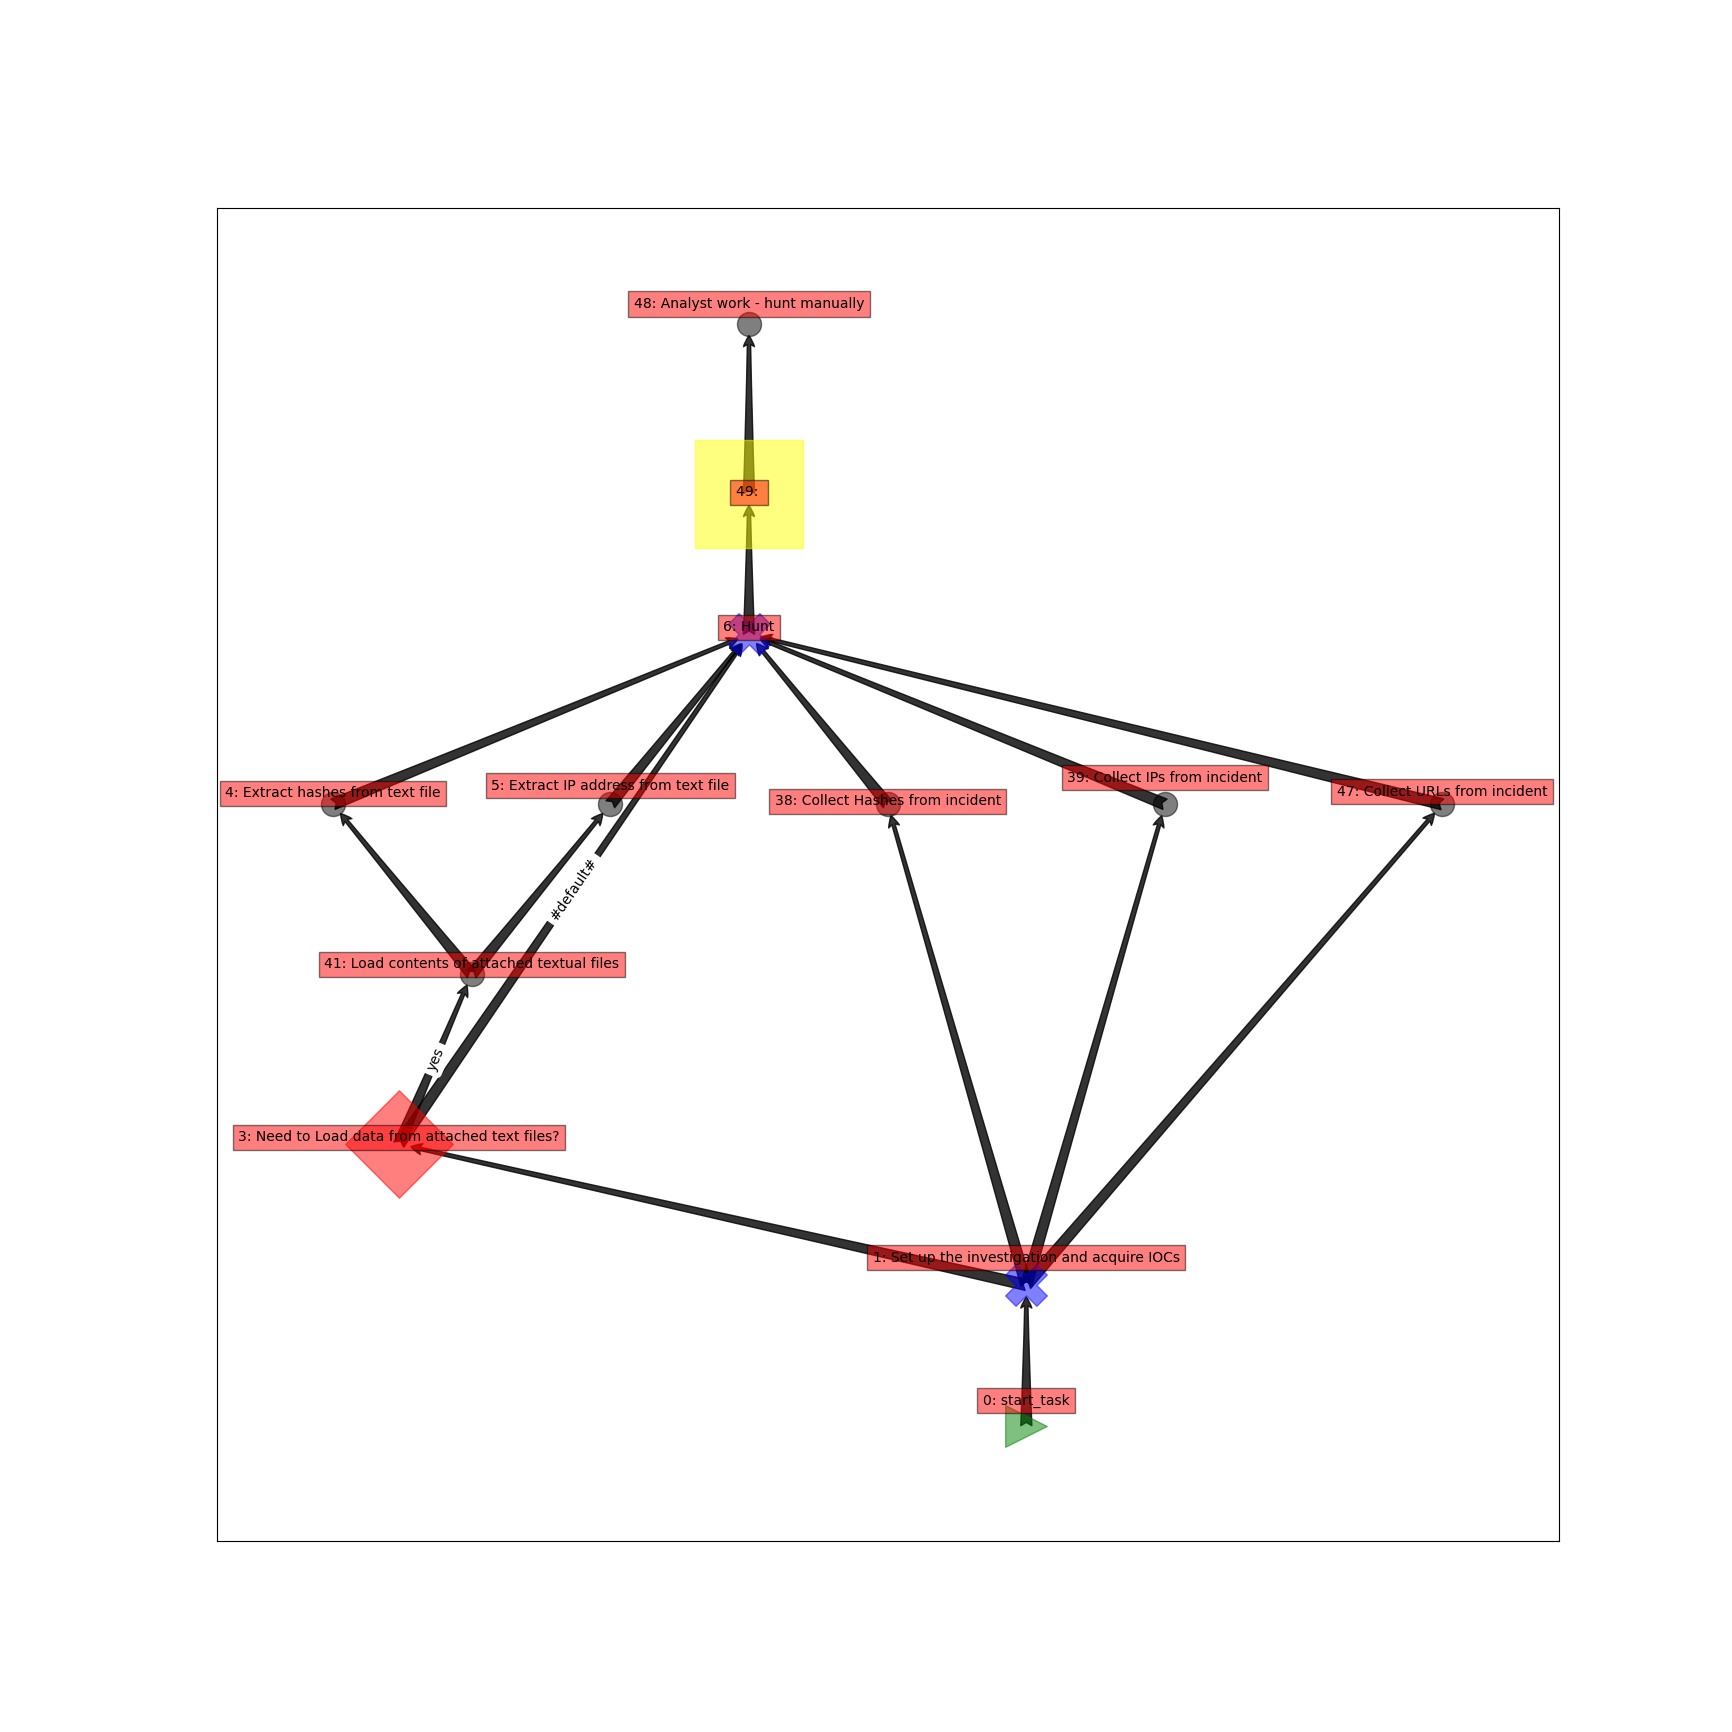 48: Analyst work - hunt manually
49:
6: Hunt
4: Extract hashes from text file
5: Extract IP address from text file
38: Collect Hashes from incident
39: Collect IPs from incident
47: Collect URLs from incident
#default#
41: Load contents of attached textual files
yes
3: Need to Load data from attached text files?
1: Set up the investigation and acquire IOCs
0: start_task